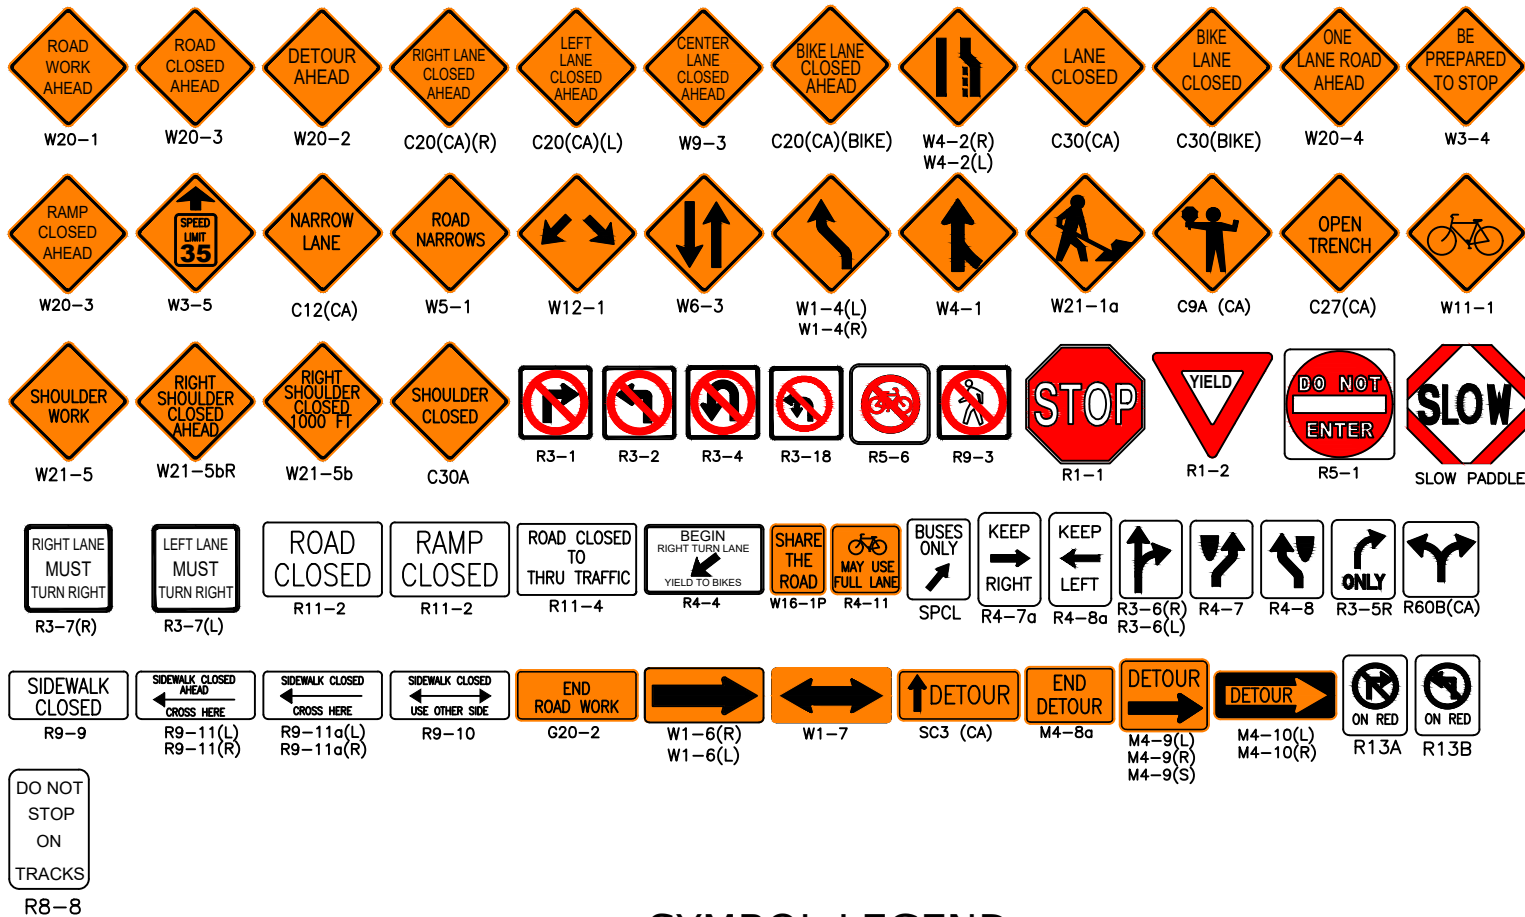 ROAD
WORK
AHEAD
W20-1
ROAD
CLOSED
AHEAD
W20-3
DETOUR
AHEAD
W20-2
RIGHT LANE
CLOSED
AHEAD
C20(CA)(R)
LEFT
LANE
CLOSED
AHEAD
C20(CA)(L)
CENTER
LANE
CLOSED
AHEAD
W9-3
BIKE LANE
CLOSED
AHEAD
C20(CA)(BIKE)
W4-2(R)
W4-2(L)
LANE
CLOSED
C30(CA)
BIKE
LANE
CLOSED
C30(BIKE)
ONE
LANE ROAD
AHEAD
W20-4
BE
PREPARED
TO STOP
W3-4
RAMP
CLOSED
AHEAD
W20-3
SPEED
LIMIT
35
W3-5
NARROW
LANE
C12(CA)
ROAD
NARROWS
W5-1
W12-1
W6-3
W1-4(L)
W1-4(R)
W4-1
W21-1a
C9A (CA)
OPEN
TRENCH
C27(CA)
W11-1
SHOULDER
WORK
W21-5
RIGHT
SHOULDER
CLOSED
AHEAD
W21-5bR
RIGHT
SHOULDER
CLOSED
1000 FT
W21-5b
SHOULDER
CLOSED
C30A
R3-1
R3-2
R3-4
R3-18
R5-6
R9-3
STOP
R1-1
YIELD
R1-2
DO NOT
ENTER
R5-1
SLOW
SLOW PADDLE
RIGHT LANE
MUST
TURN RIGHT
R3-7(R)
LEFT LANE
MUST
TURN RIGHT
R3-7(L)
ROAD
CLOSED
R11-2
RAMP
CLOSED
R11-2
ROAD CLOSED
TO
THRU TRAFFIC
R11-4
BEGIN
RIGHT TURN LANE
YIELD TO BIKES
R4-4
SHARE
THE
ROAD
W16-1P
MAY USE
FULL LANE
R4-11
BUSES
ONLY
SPCL
KEEP
RIGHT
R4-7a
KEEP
LEFT
R4-8a
R3-6(R)
R3-6(L)
R4-7
R4-8
ONLY
R3-5R
R60B(CA)
SIDEWALK
CLOSED
R9-9
SIDEWALK CLOSED
AHEAD
CROSS HERE
R9-11(L)
R9-11(R)
SIDEWALK CLOSED
CROSS HERE
R9-11a(L)
R9-11a(R)
SIDEWALK CLOSED
USE OTHER SIDE
R9-10
END
ROAD WORK
G20-2
W1-6(R)
W1-6(L)
W1-7
DETOUR
SC3 (CA)
END
DETOUR
M4-8a
DETOUR
M4-9(L)
M4-9(R)
M4-9(S)
DETOUR
M4-10(L)
M4-10(R)
ON RED
R13A
ON RED
R13B
DO NOT
STOP
ON
TRACKS
R8-8
SYMBOL LEGEND